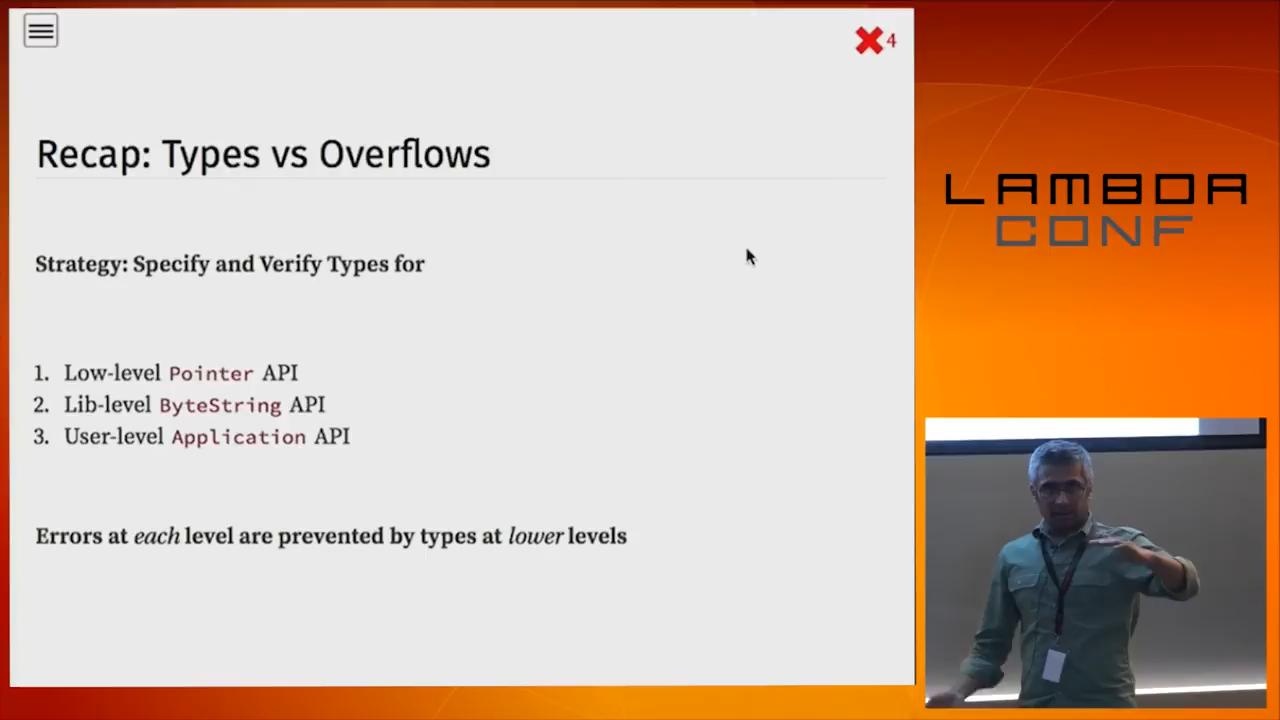 4
Recap: Types vs Overflows
Strategy: Specify and Verify Types for
1. Low-level Pointer API
2. Lib-level ByteString API
3. User-level Application API
Errors at each level are prevented by types at lower levels
LAMBDA
CONF